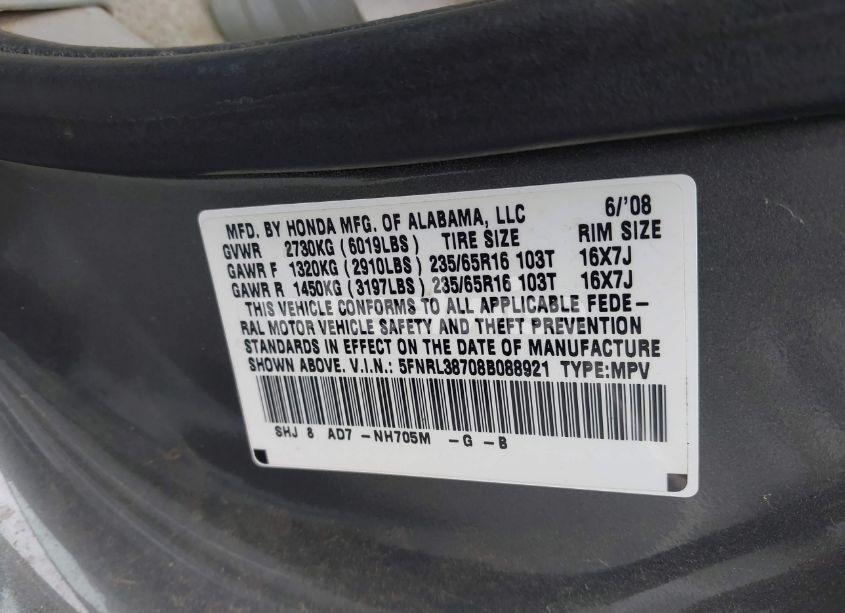 MFD. BY HONDA MFG. OF ALABAMA, LLC 6/'08
GVWR 2730KG (6019LBS) TIRE SIZE RIM SIZE
GAWR F 1320KG (2910LBS) 235/65R16 103T 16X7J
GAWR R 1450KG (3197LBS) 235/65R16 103T 16X7J
THIS VEHICLE CONFORMS TO ALL APPLICABLE FEDE-
RAL MOTOR VEHICLE SAFETY AND THEFT PREVENTION
STANDARDS IN EFFECT ON THE DATE OF MANUFACTURE
SHOWN ABOVE. V.I.N.: 5FNRL38708B088921 TYPE:MPV
SHJ 8 AD7 -NH705M -G -B